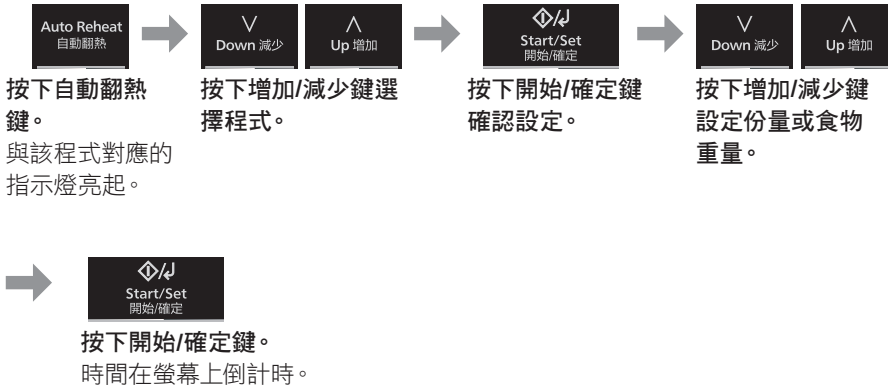 Auto Reheat
自動翻熱
按下自動翻熱
鍵。
與該程式對應的
指示燈亮起。
Down 減少
Up 增加
按下增加/減少鍵選
擇程式。
Start/Set
開始/確定
按下開始/確定鍵
確認設定。
Down 減少
Up 增加
按下增加/減少鍵
設定份量或食物
重量。
Start/Set
開始/確定
按下開始/確定鍵。
時間在螢幕上倒計時。